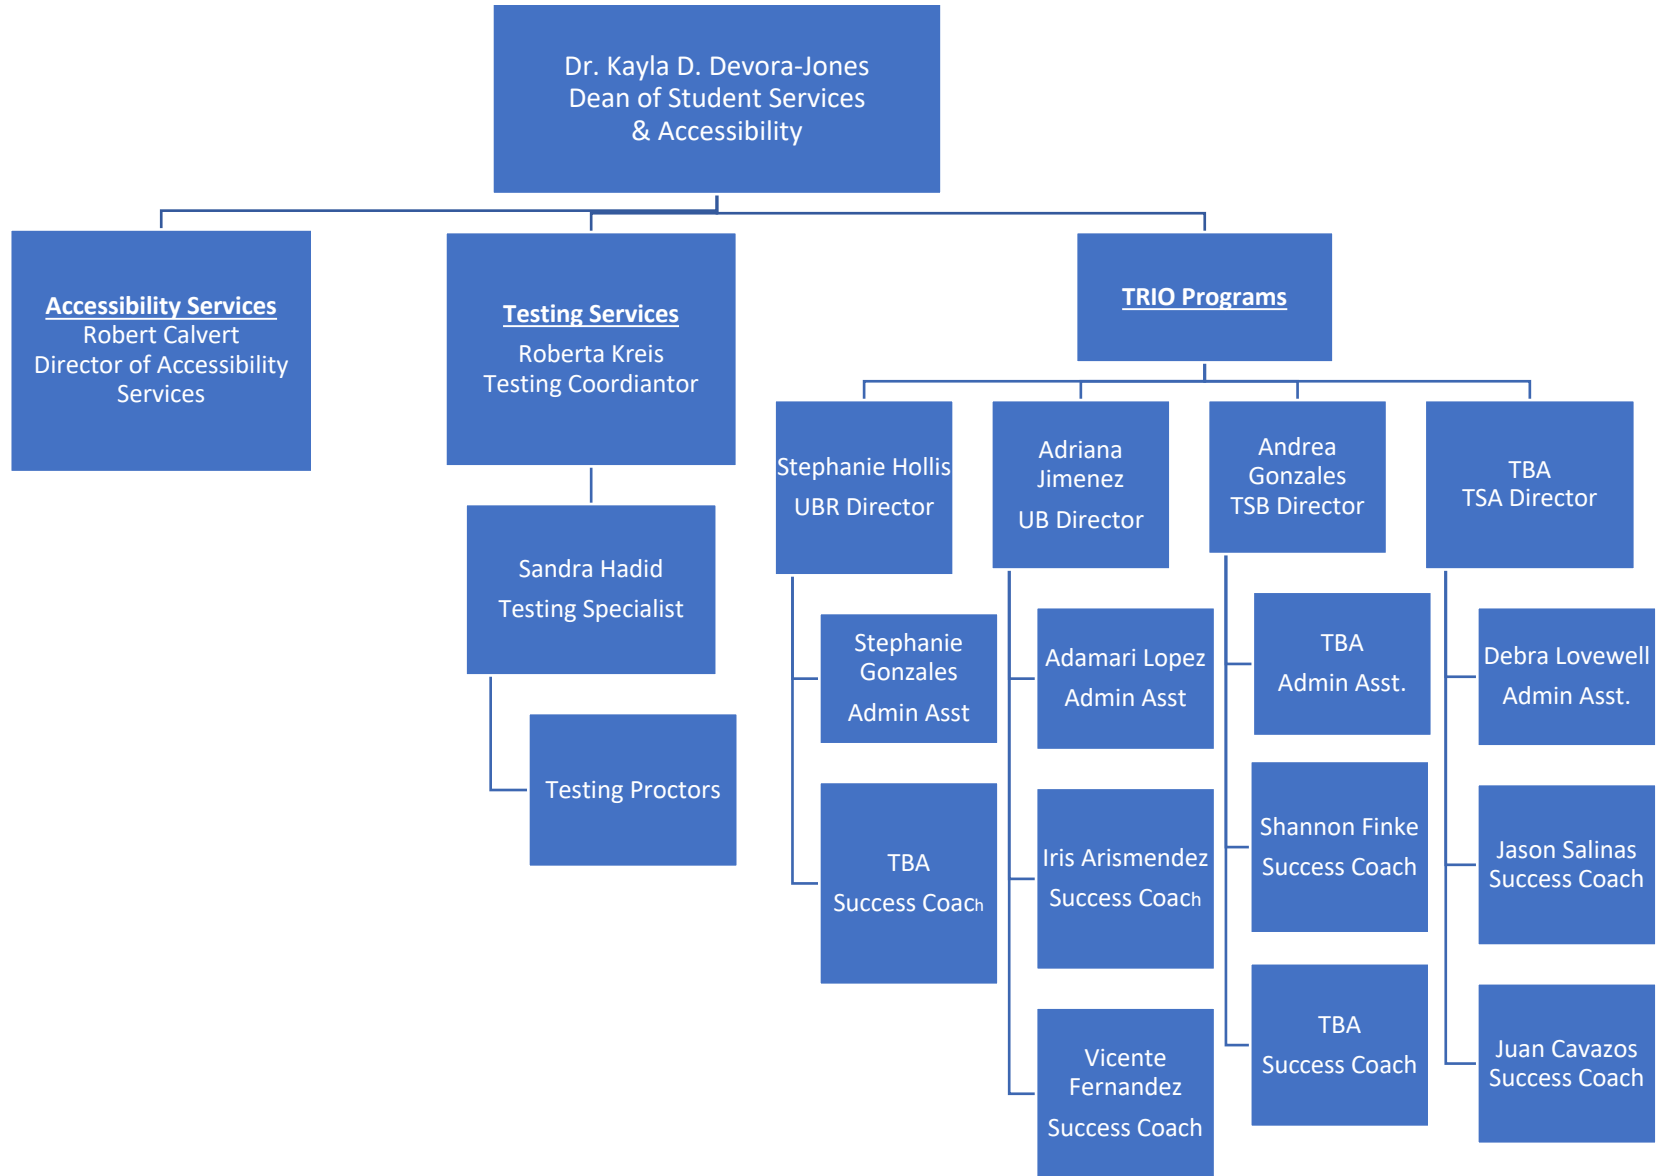 Dr. Kayla D. Devora-Jones
Dean of Student Services
& Accessibility
Accessibility Services
Robert Calvert
Director of Accessibility
Services
Testing Services
Roberta Kreis
Testing Coordiantor
Sandra Hadid
Testing Specialist
Testing Proctors
TRIO Programs
Stephanie Hollis
UBR Director
Stephanie
Gonzales
Admin Asst
TBA
Success Coach
Adriana
Jimenez
UB Director
Adamari Lopez
Admin Asst
Iris Arismendez
Success Coach
Vicente
Fernandez
Success Coach
Andrea
Gonzales
TSB Director
TBA
Admin Asst.
Shannon Finke
Success Coach
TBA
Success Coach
TBA
TSA Director
Debra Lovewell
Admin Asst.
Jason Salinas
Success Coach
Juan Cavazos
Success Coach